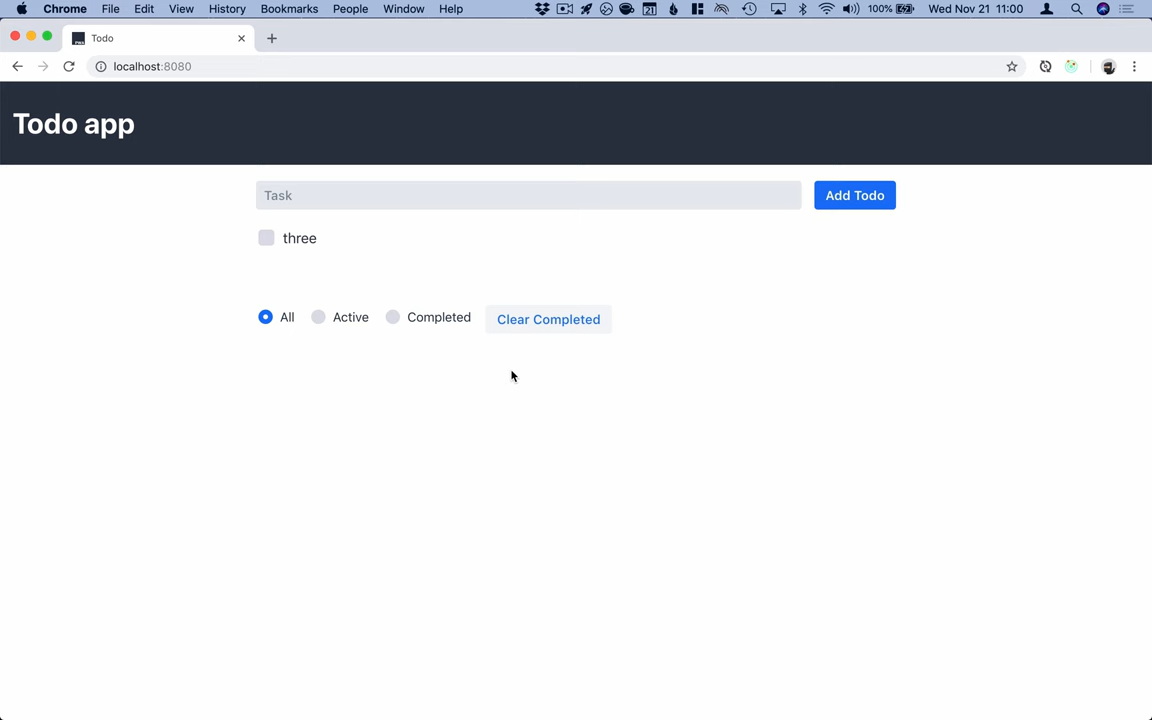 Chrome File Edit View History Bookmarks People Window Help 21 100% Wed Nov 21 11:00
Todo
localhost:8080
Todo app
Task Add Todo
three
All Active Completed Clear Completed